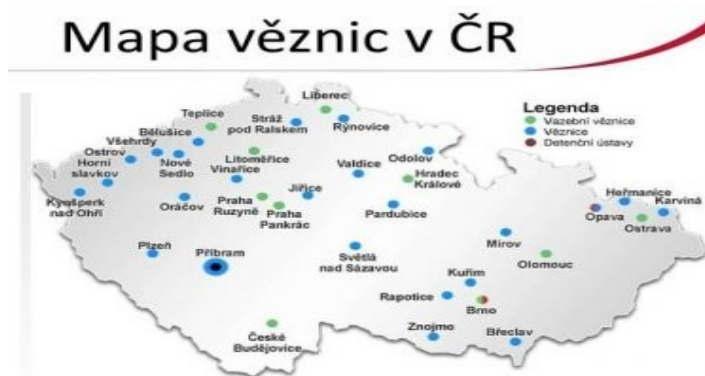 Mapa věznic v ČR
Legenda
Vazební věznice
Věznice
Detenční ústavy
Liberec
Teplice
Stráž
pod Ralskem
Rýnovice
Bělušice
Všehrdy
Ostrov
Horní
slavkov
Nové
Sedlo
Litoměřice
Vinařice
Valdice
Odolov
Hradec
Králové
Heřmanice
Karviná
Kynšperk
nad Ohří
Oráčov
Praha
Ruzyně
Jiřice
Praha
Pankrác
Pardubice
Opava
Ostrava
Plzeň
Příbram
Světlá
nad Sázavou
Mírov
Olomouc
Kuřim
Rapotice
Brno
České
Budějovice
Znojmo
Břeclav